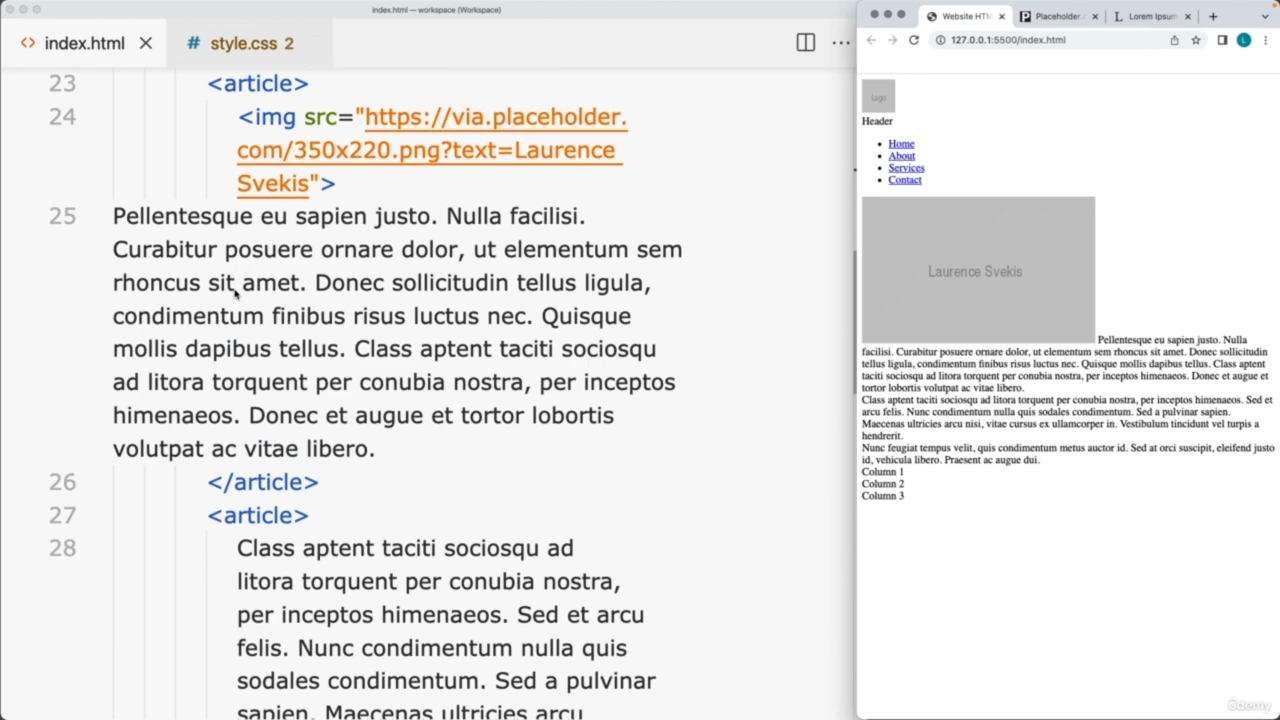 index.html — workspace (Workspace)
index.html
style.css 2
23 <article>
24 <img src="https://via.placeholder.
com/350x220.png?text=Laurence
Svekis">
25 Pellentesque eu sapien justo. Nulla facilisi.
Curabitur posuere ornare dolor, ut elementum sem
rhoncus sit amet. Donec sollicitudin tellus ligula,
condimentum finibus risus luctus nec. Quisque
mollis dapibus tellus. Class aptent taciti sociosqu
ad litora torquent per conubia nostra, per inceptos
himenaeos. Donec et augue et tortor lobortis
volutpat ac vitae libero.
26 </article>
27 <article>
28 Class aptent taciti sociosqu ad
litora torquent per conubia nostra,
per inceptos himenaeos. Sed et arcu
felis. Nunc condimentum nulla quis
sodales condimentum. Sed a pulvinar
sapien. Maecenas ultricies arcu
Website HTM
Placeholder.c
Lorem Ipsum
127.0.0.1:5500/index.html
L
Logo
Header
Home
About
Services
Contact
Laurence Svekis
Pellentesque eu sapien justo. Nulla
facilisi. Curabitur posuere ornare dolor, ut elementum sem rhoncus sit amet. Donec sollicitudin
tellus ligula, condimentum finibus risus luctus nec. Quisque mollis dapibus tellus. Class aptent
taciti sociosqu ad litora torquent per conubia nostra, per inceptos himenaeos. Donec et augue et
tortor lobortis volutpat ac vitae libero.
Class aptent taciti sociosqu ad litora torquent per conubia nostra, per inceptos himenaeos. Sed et
arcu felis. Nunc condimentum nulla quis sodales condimentum. Sed a pulvinar sapien.
Maecenas ultricies arcu nisi, vitae cursus ex ullamcorper in. Vestibulum tincidunt vel turpis a
hendrerit.
Nunc feugiat tempus velit, quis condimentum metus auctor id. Sed at orci suscipit, eleifend justo
id, vehicula libero. Praesent ac augue dui.
Column 1
Column 2
Column 3
ûdemy